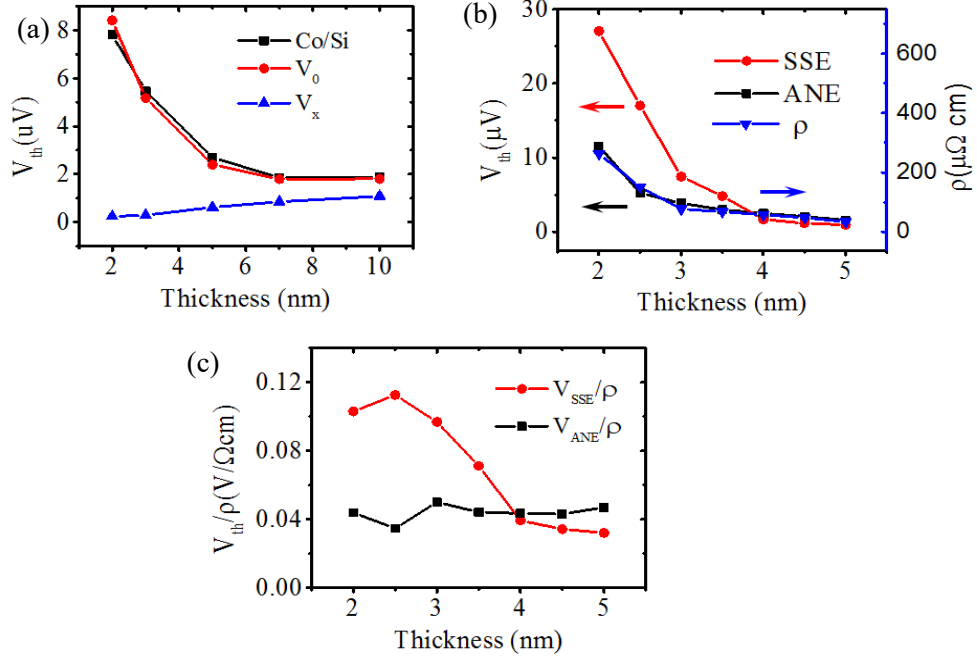 (a)
8
6
4
2
0
V_th(uV)
Co/Si
V_0
V_x
2 4 6 8 10
Thickness (nm)
(b)
30
20
10
0
V_th(μV)
SSE
ANE
ρ
600
400
200
0
ρ(μΩ cm)
2 3 4 5
Thickness (nm)
(c)
0.12
0.08
0.04
0.00
V_th/ρ(V/Ωcm)
V_SSE/ρ
V_ANE/ρ
2 3 4 5
Thickness (nm)